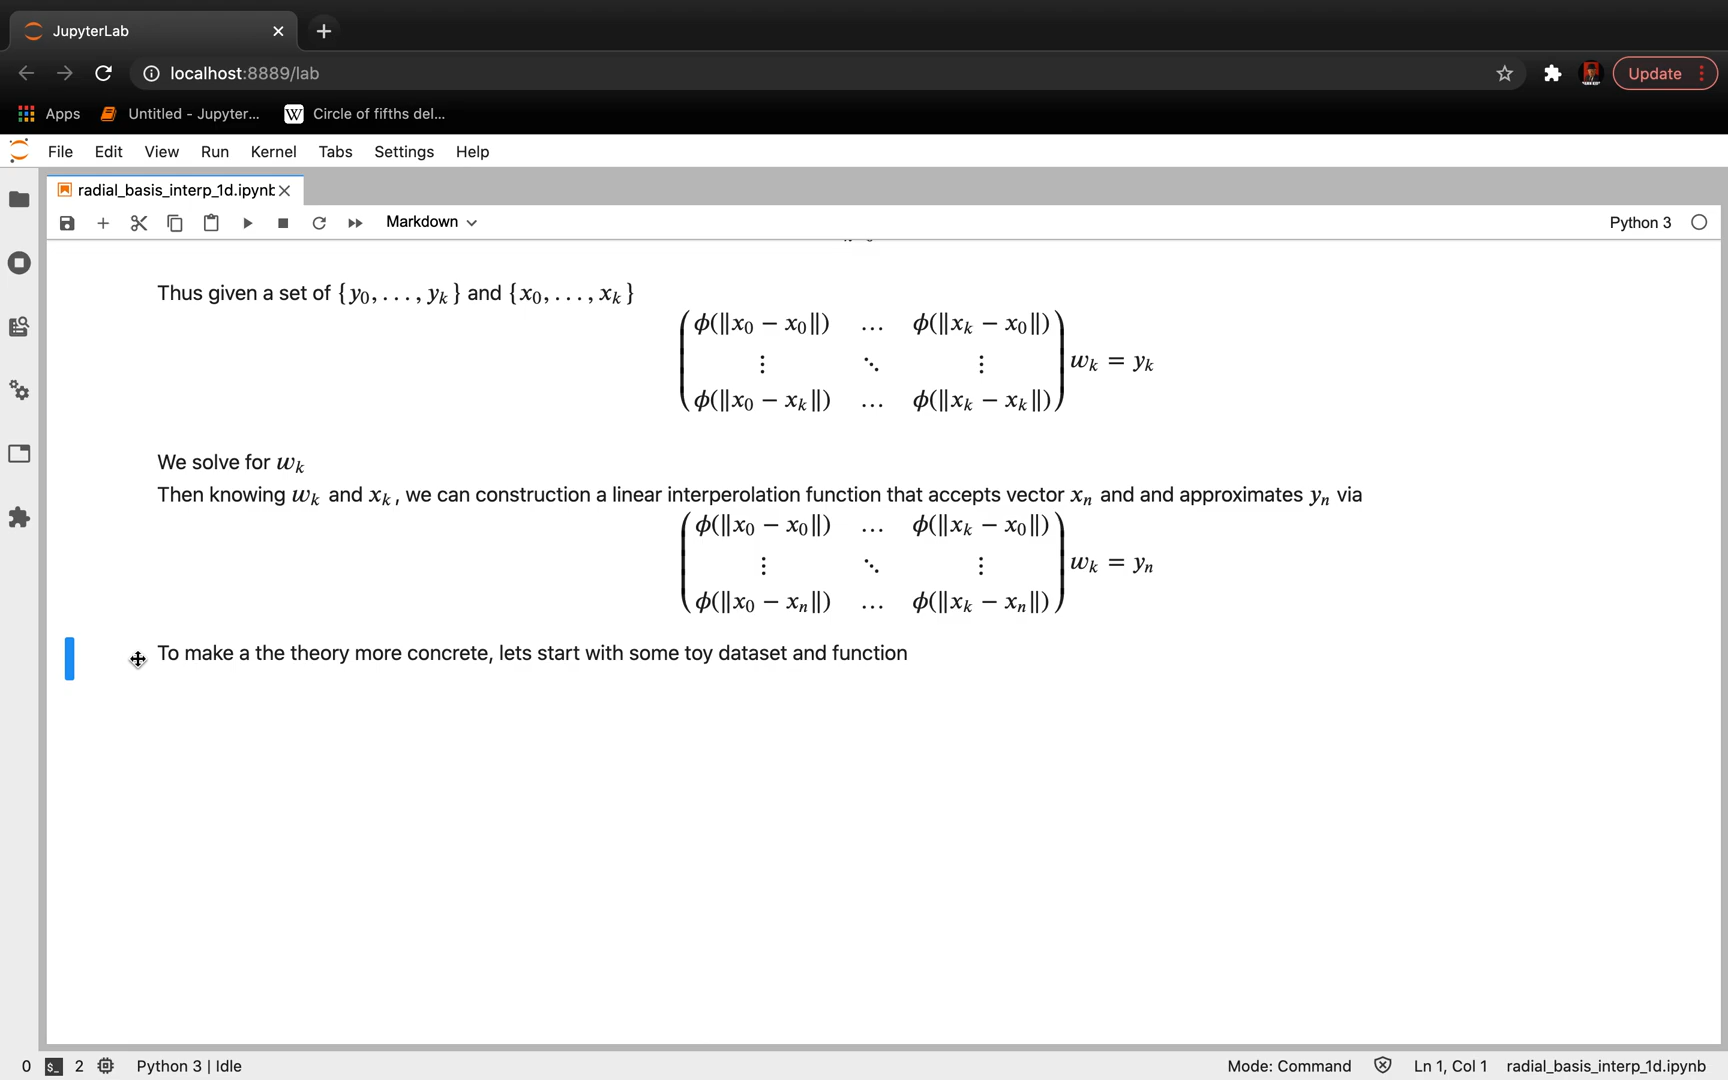 JupyterLab
localhost:8889/lab
Update
Apps
Untitled - Jupyter...
W
Circle of fifths del...
File Edit View Run Kernel Tabs Settings Help
radial_basis_interp_1d.ipynb
Markdown
Python 3
Thus given a set of {y₀, . . . , yₖ} and {x₀, . . . , xₖ}
ϕ(‖x₀ − x₀‖) … ϕ(‖xₖ − x₀‖)
⋮ ⋱ ⋮ wₖ = yₖ
ϕ(‖x₀ − xₖ‖) … ϕ(‖xₖ − xₖ‖)
We solve for wₖ
Then knowing wₖ and xₖ, we can construction a linear interperolation function that accepts vector xₙ and and approximates yₙ via
ϕ(‖x₀ − x₀‖) … ϕ(‖xₖ − x₀‖)
⋮ ⋱ ⋮ wₖ = yₙ
ϕ(‖x₀ − xₙ‖) … ϕ(‖xₖ − xₙ‖)
To make a the theory more concrete, lets start with some toy dataset and function
0 $_ 2 Python 3 | Idle Mode: Command Ln 1, Col 1 radial_basis_interp_1d.ipynb